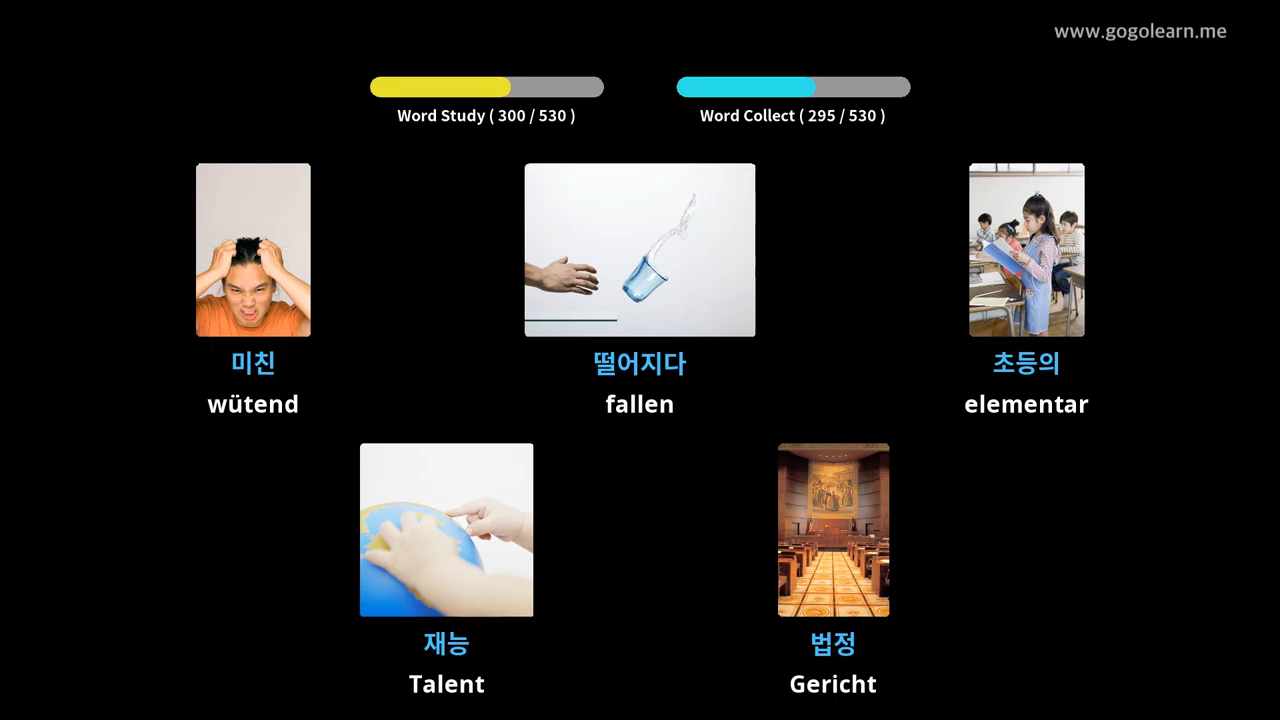 www.gogolearn.me
Word Study ( 300 / 530 )
Word Collect ( 295 / 530 )
미친
wütend
떨어지다
fallen
초등의
elementar
재능
Talent
법정
Gericht